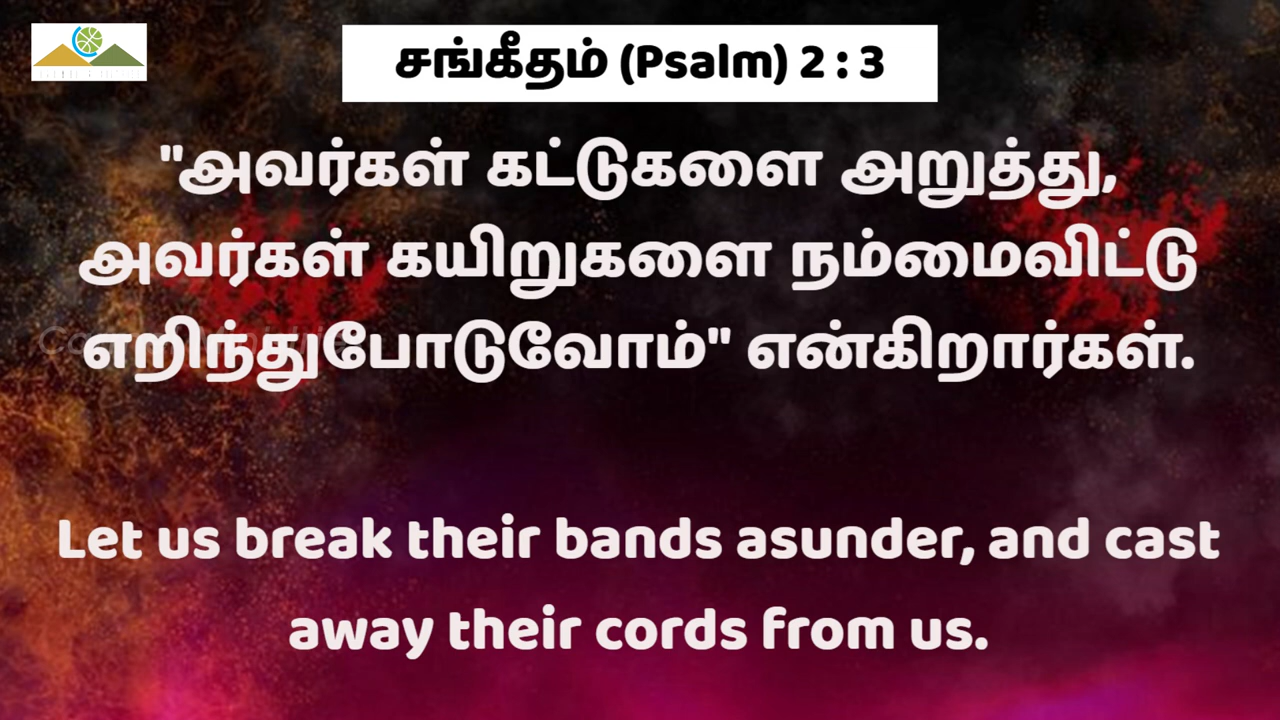 சங்கீதம் (Psalm) 2 : 3
"அவர்கள் கட்டுகளை அறுத்து,
அவர்கள் கயிறுகளை நம்மைவிட்டு
எறிந்துபோடுவோம்" என்கிறார்கள்.
Let us break their bands asunder, and cast
away their cords from us.